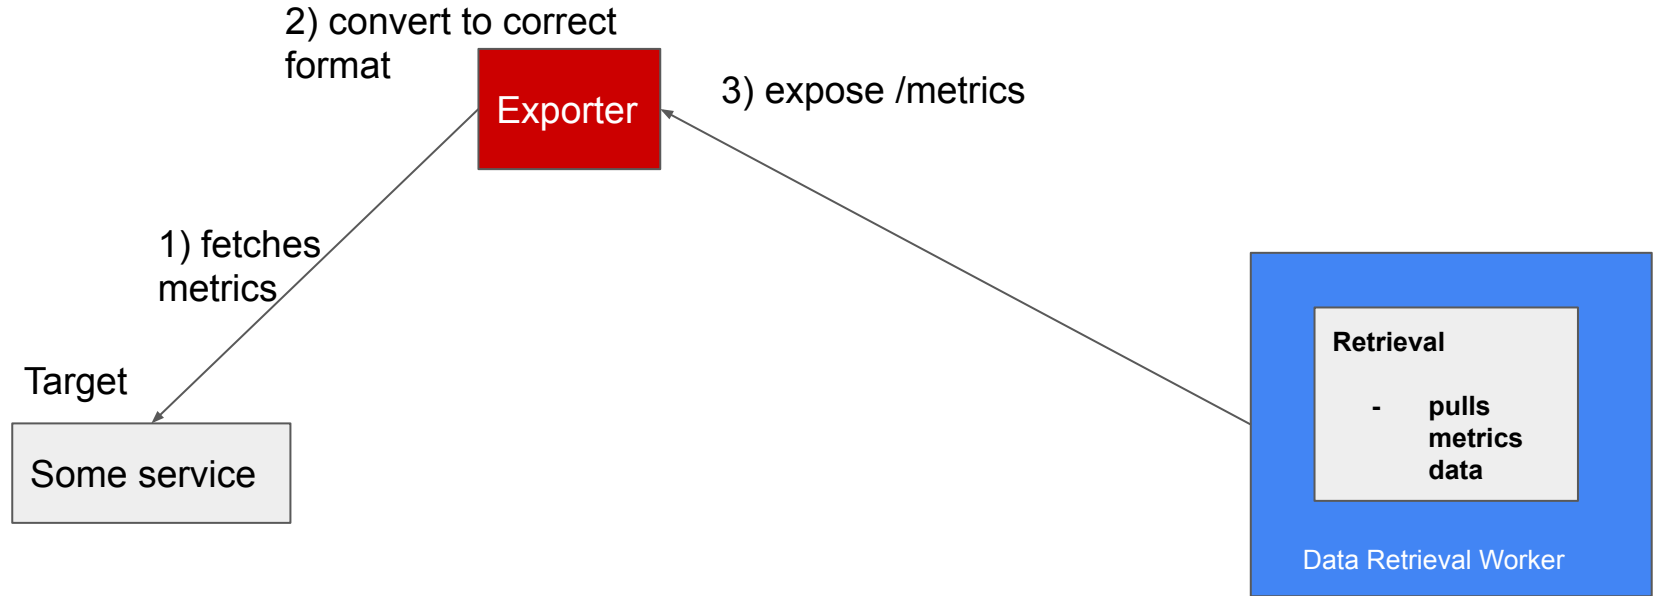 2) convert to correct
format
Exporter
3) expose /metrics
1) fetches
metrics
Target
Some service
Retrieval
- pulls
metrics
data
Data Retrieval Worker